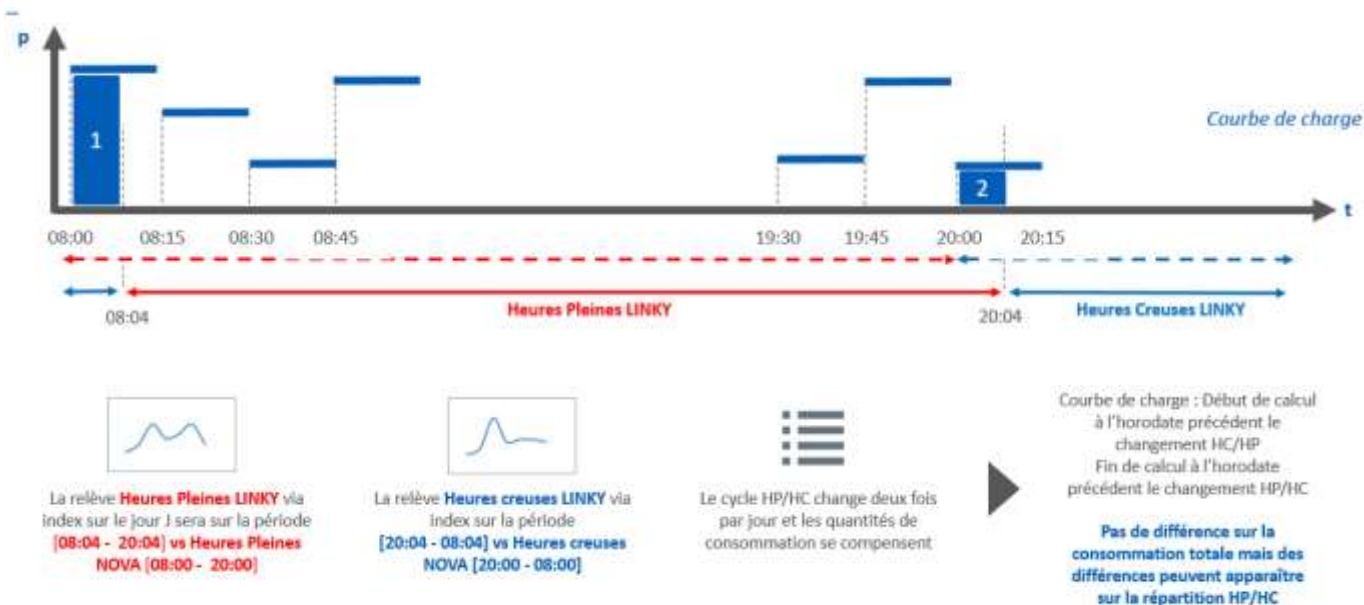 p
1
2
Courbe de charge
t
08:00 08:15 08:30 08:45 19:30 19:45 20:00 20:15
Heures Pleines LINKY
Heures Creuses LINKY
08:04
20:04
La relève Heures Pleines LINKY via
index sur le jour J sera sur la période
[08:04 - 20:04] vs Heures Pleines
NOVA [08:00 - 20:00]
La relève Heures creuses LINKY via
index sur la période
[20:04 - 08:04] vs Heures creuses
NOVA [20:00 - 08:00]
Le cycle HP/HC change deux fois
par jour et les quantités de
consommation se compensent
Courbe de charge : Début de calcul
à l'horodate précédent le
changement HC/HP
Fin de calcul à l'horodate
précédent le changement HP/HC
Pas de différence sur la
consommation totale mais des
différences peuvent apparaître
sur la répartition HP/HC